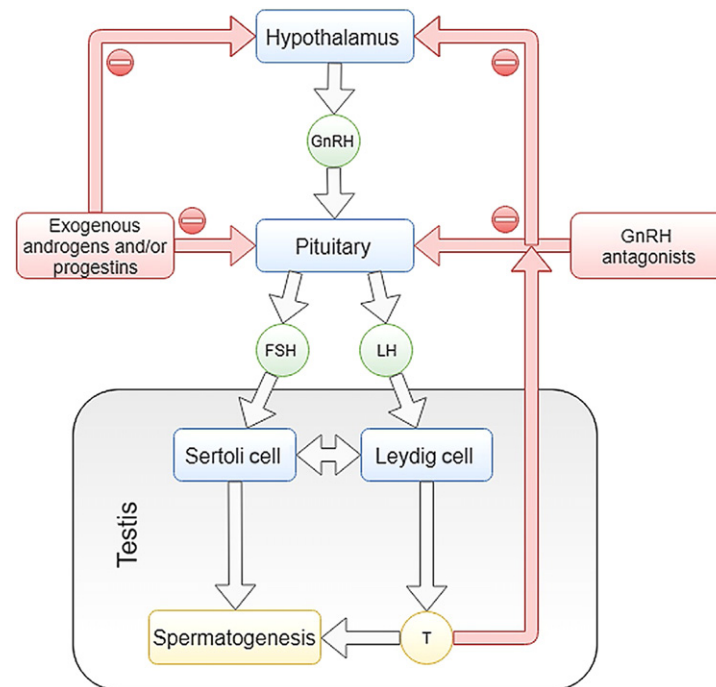 Hypothalamus
GnRH
Exogenous
androgens and/or
progestins
Pituitary
GnRH
antagonists
FSH
LH
Sertoli cell
Leydig cell
Testis
Spermatogenesis
T